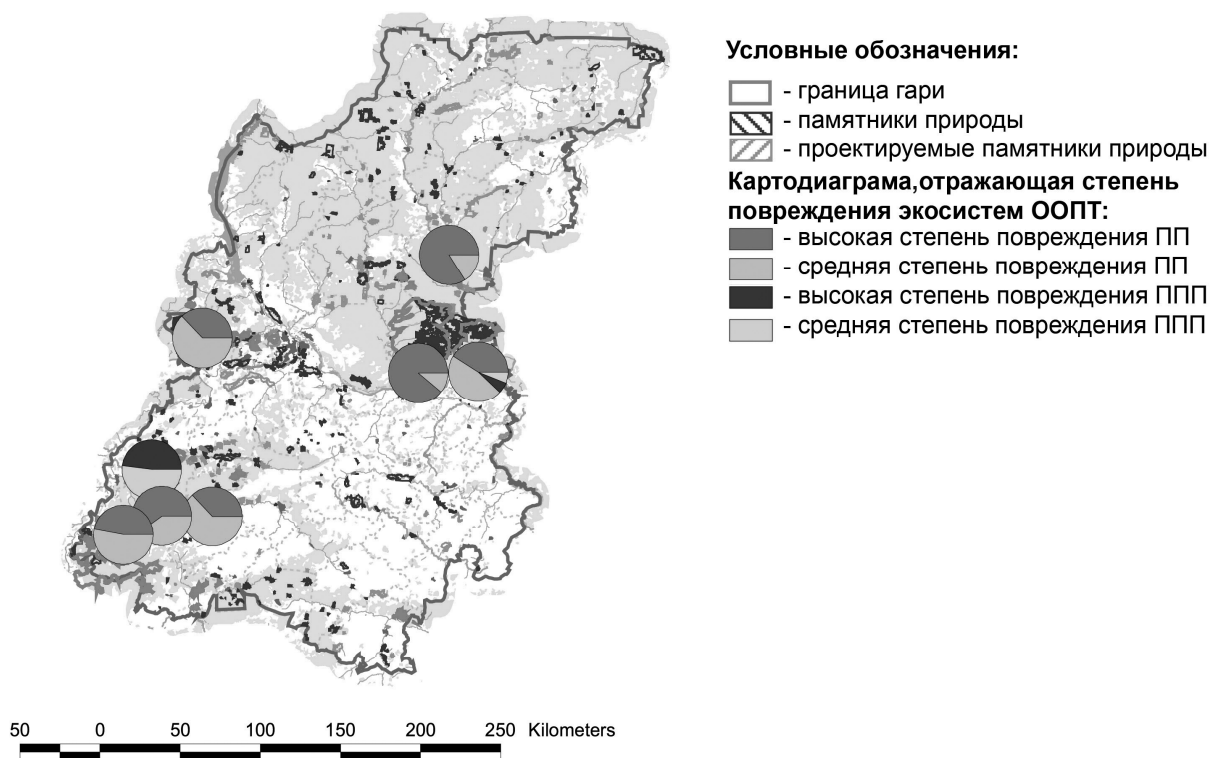 Условные обозначения:
- граница гари
- памятники природы
- проектируемые памятники природы
Картодиаграма,отражающая степень
повреждения экосистем ООПТ:
- высокая степень повреждения ПП
- средняя степень повреждения ПП
- высокая степень повреждения ППП
- средняя степень повреждения ППП
50 0 50 100 150 200 250 Kilometers